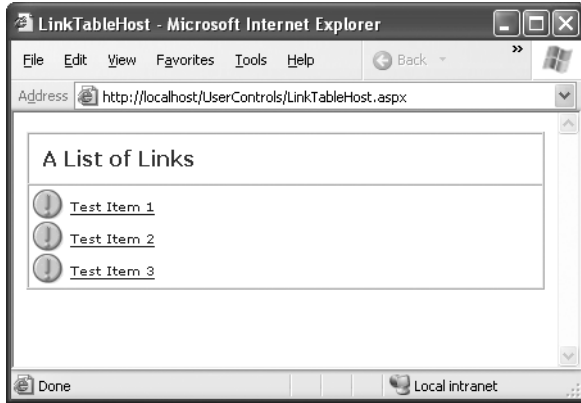 LinkTableHost - Microsoft Internet Explorer
File Edit View Favorites Tools Help Back »
Address http://localhost/UserControls/LinkTableHost.aspx
A List of Links
Test Item 1
Test Item 2
Test Item 3
Done Local intranet